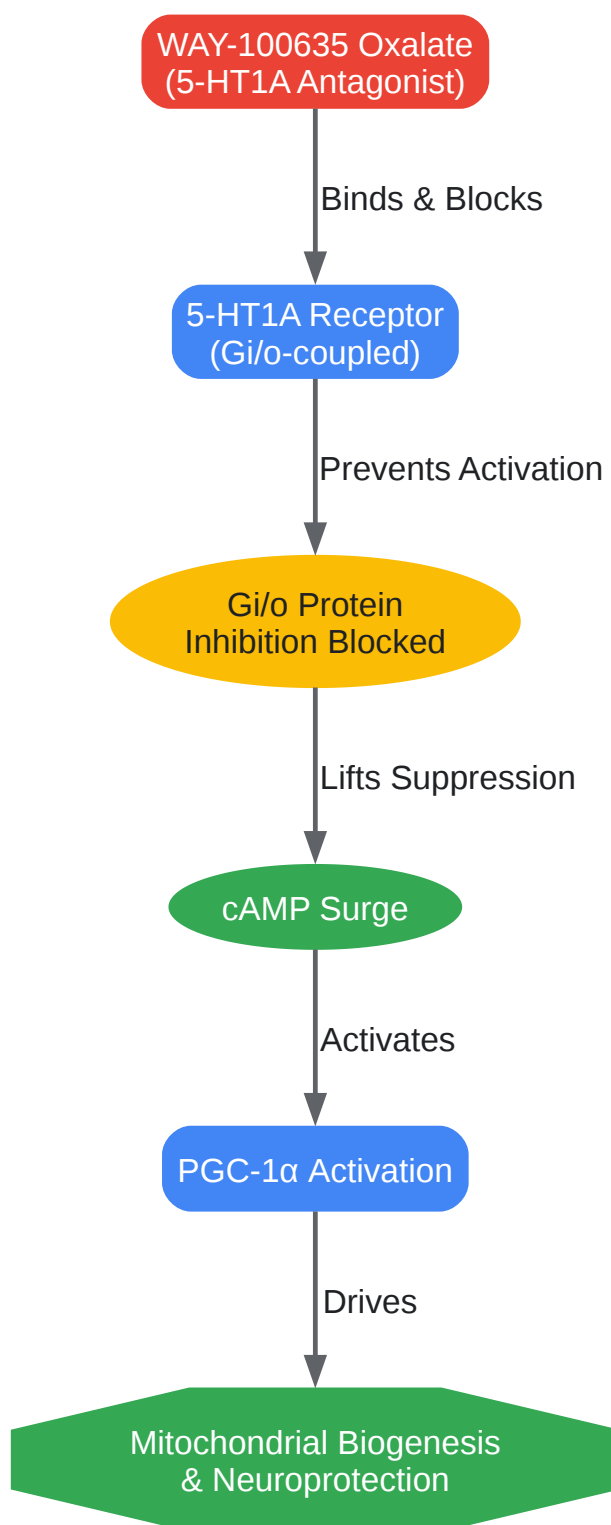 WAY-100635 Oxalate
(5-HT1A Antagonist)
Binds & Blocks
5-HT1A Receptor
(Gi/o-coupled)
Prevents Activation
Gi/o Protein
Inhibition Blocked
Lifts Suppression
cAMP Surge
Activates
PGC-1α Activation
Drives
Mitochondrial Biogenesis
& Neuroprotection